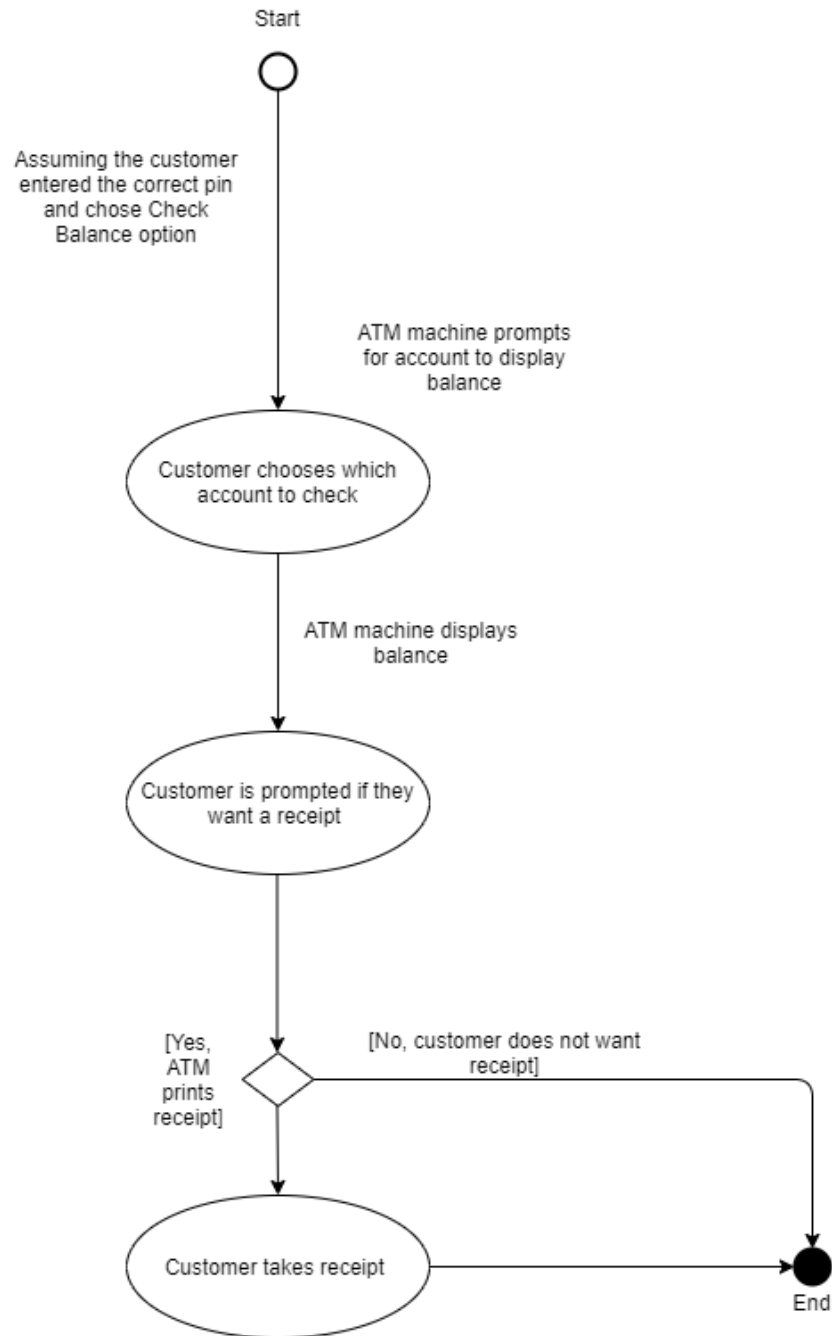 Start
Assuming the customer
entered the correct pin
and chose Check
Balance option
ATM machine prompts
for account to display
balance
Customer chooses which
account to check
ATM machine displays
balance
Customer is prompted if they
want a receipt
[Yes,
ATM
prints
receipt]
[No, customer does not want
receipt]
Customer takes receipt
End